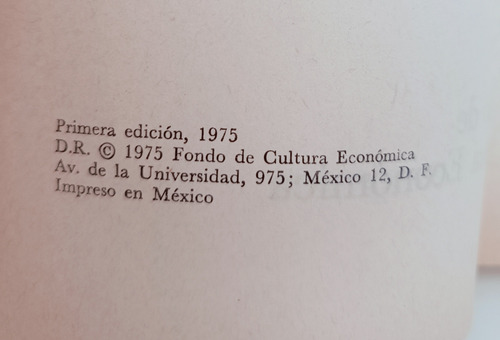 Primera edición, 1975
D.R. © 1975 Fondo de Cultura Económica
Av. de la Universidad, 975; México 12, D. F.
Impreso en México